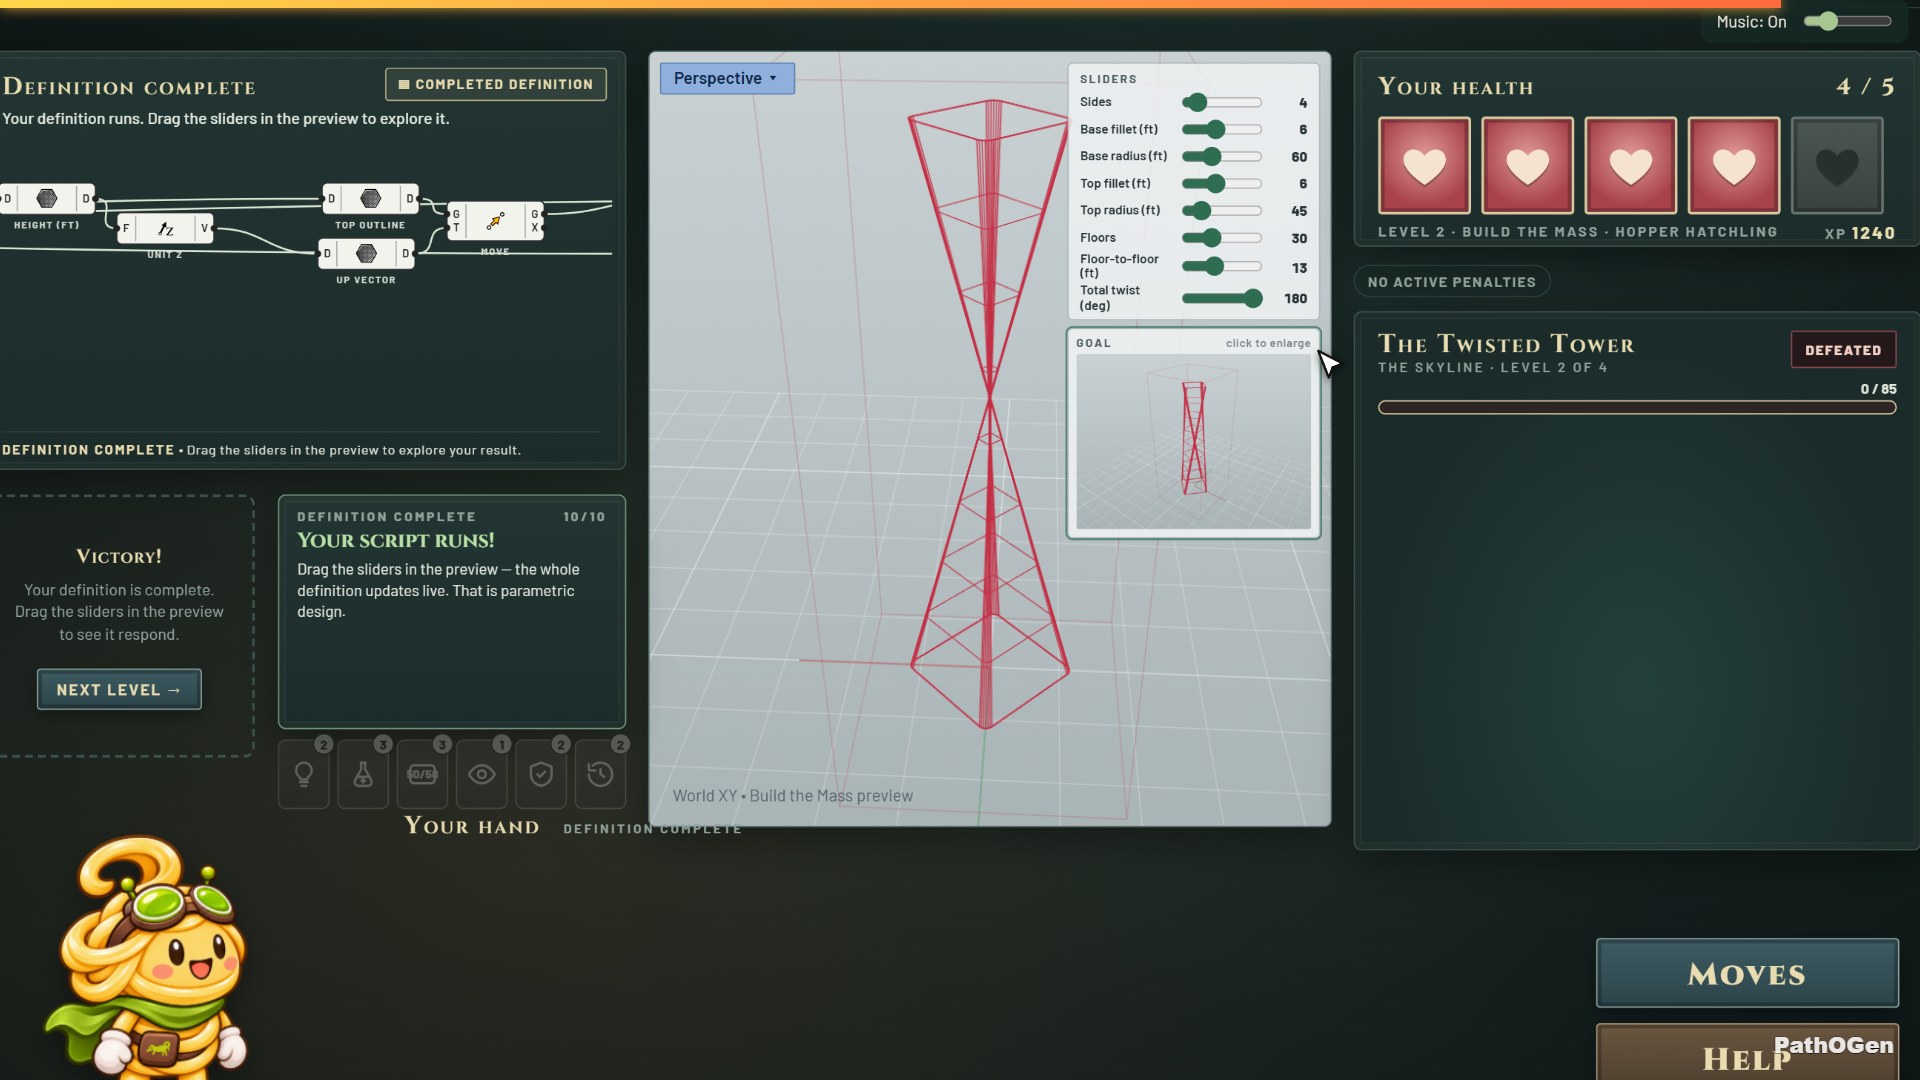 Music: On
DEFINITION COMPLETE
COMPLETED DEFINITION
Your definition runs. Drag the sliders in the preview to explore it.
D D
HEIGHT (FT)
F V
UNIT Z
D D
TOP OUTLINE
D D
UP VECTOR
G G
T X
MOVE
DEFINITION COMPLETE • Drag the sliders in the preview to explore your result.
VICTORY!
Your definition is complete.
Drag the sliders in the preview
to see it respond.
NEXT LEVEL →
DEFINITION COMPLETE 10/10
YOUR SCRIPT RUNS!
Drag the sliders in the preview — the whole
definition updates live. That is parametric
design.
2 3 3 1 2 2
50/50
YOUR HAND DEFINITION COMPLETE
Perspective
SLIDERS
Sides 4
Base fillet (ft) 6
Base radius (ft) 60
Top fillet (ft) 6
Top radius (ft) 45
Floors 30
Floor-to-floor
(ft) 13
Total twist
(deg) 180
GOAL click to enlarge
World XY • Build the Mass preview
YOUR HEALTH 4 / 5
LEVEL 2 · BUILD THE MASS · HOPPER HATCHLING XP 1240
NO ACTIVE PENALTIES
THE TWISTED TOWER
DEFEATED
THE SKYLINE · LEVEL 2 OF 4
0 / 85
MOVES
HELP
PathOGen